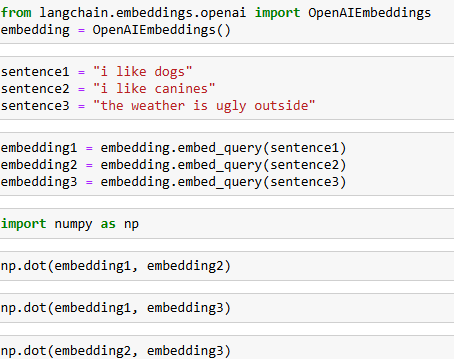 from langchain.embeddings.openai import OpenAIEmbeddings
embedding = OpenAIEmbeddings()
sentence1 = "i like dogs"
sentence2 = "i like canines"
sentence3 = "the weather is ugly outside"
embedding1 = embedding.embed_query(sentence1)
embedding2 = embedding.embed_query(sentence2)
embedding3 = embedding.embed_query(sentence3)
import numpy as np
np.dot(embedding1, embedding2)
np.dot(embedding1, embedding3)
np.dot(embedding2, embedding3)